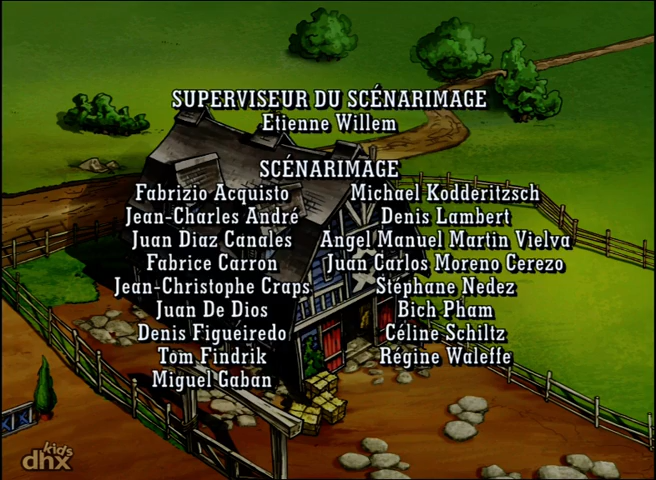 SUPERVISEUR DU SCÉNARIMAGE
Etienne Willem
SCÉNARIMAGE
Fabrizio Acquisto
Jean-Charles André
Juan Diaz Canales
Fabrice Carron
Jean-Christophe Craps
Juan De Dios
Denis Figueiredo
Tom Findrik
Miguel Gaban
Michael Kodderitzsch
Denis Lambert
Angel Manuel Martin Vielva
Juan Carlos Moreno Cerezo
Stéphane Nedez
Bich Pham
Céline Schiltz
Régine Waleffe
kids
dhx